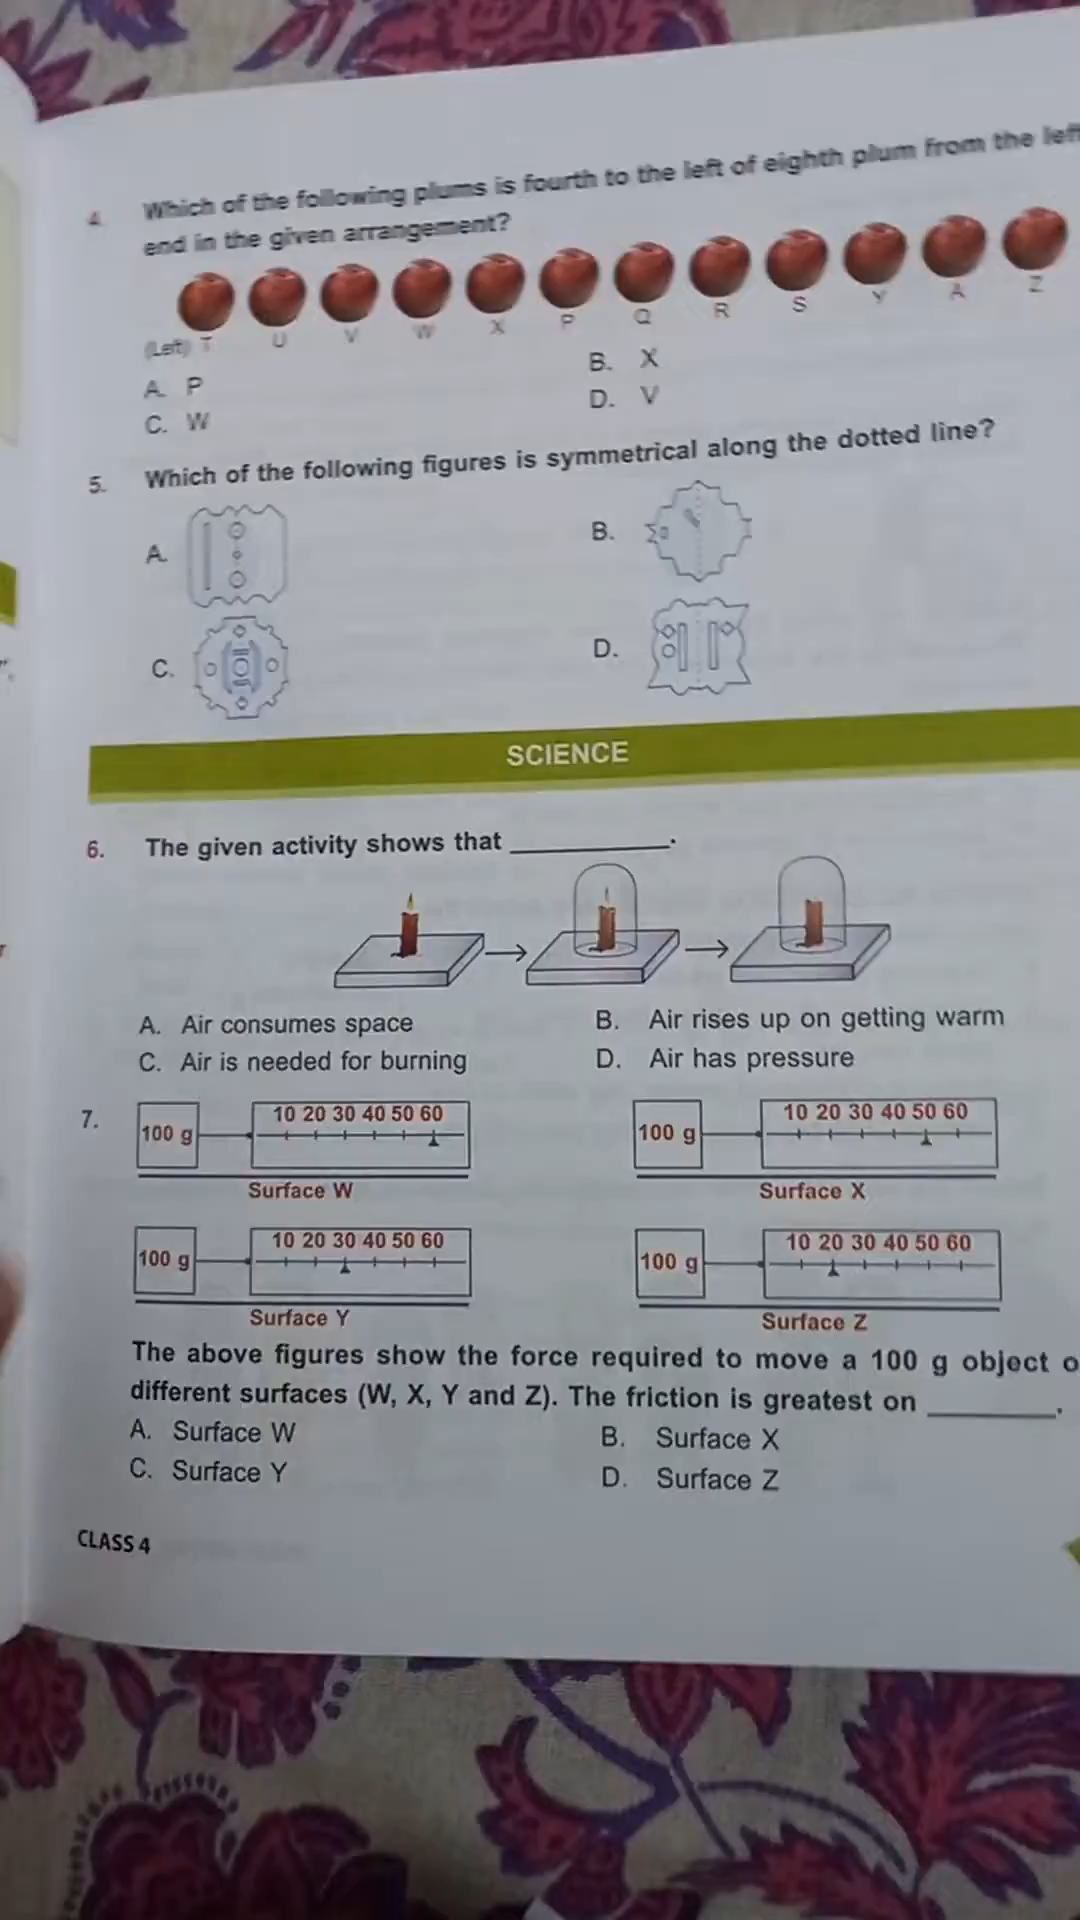 4. Which of the following plums is fourth to the left of eighth plum from the left
end in the given arrangement?
(Left) T U V W X P Q R S Y A Z
A. P B. X
C. W D. V
5. Which of the following figures is symmetrical along the dotted line?
A. B.
C. D.
SCIENCE
6. The given activity shows that __________.
A. Air consumes space B. Air rises up on getting warm
C. Air is needed for burning D. Air has pressure
7. 100 g 10 20 30 40 50 60 100 g 10 20 30 40 50 60
Surface W Surface X
100 g 10 20 30 40 50 60 100 g 10 20 30 40 50 60
Surface Y Surface Z
The above figures show the force required to move a 100 g object
different surfaces (W, X, Y and Z). The friction is greatest on ________.
A. Surface W B. Surface X
C. Surface Y D. Surface Z
CLASS 4